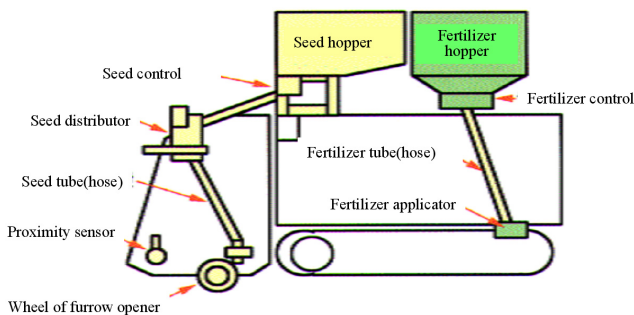 Seed hopper
Fertilizer
hopper
Seed control
Fertilizer control
Seed distributor
Fertilizer tube(hose)
Seed tube(hose)
Fertilizer applicator
Proximity sensor
Wheel of furrow opener